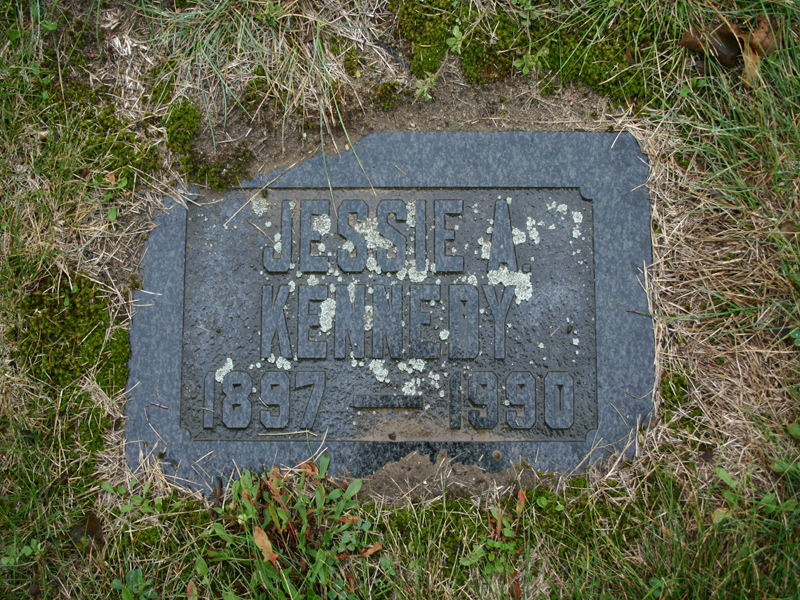 JESSIE A.
KENNEDY
1897 — 1990